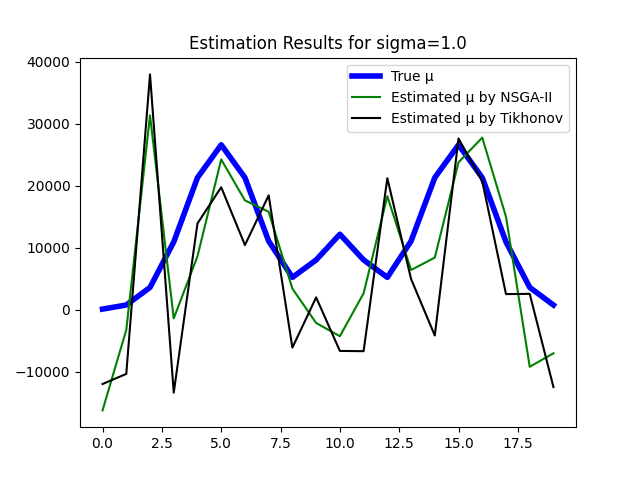 Estimation Results for sigma=1.0
True μ
Estimated μ by NSGA-II
Estimated μ by Tikhonov
40000
30000
20000
10000
0
−10000
0.0 2.5 5.0 7.5 10.0 12.5 15.0 17.5